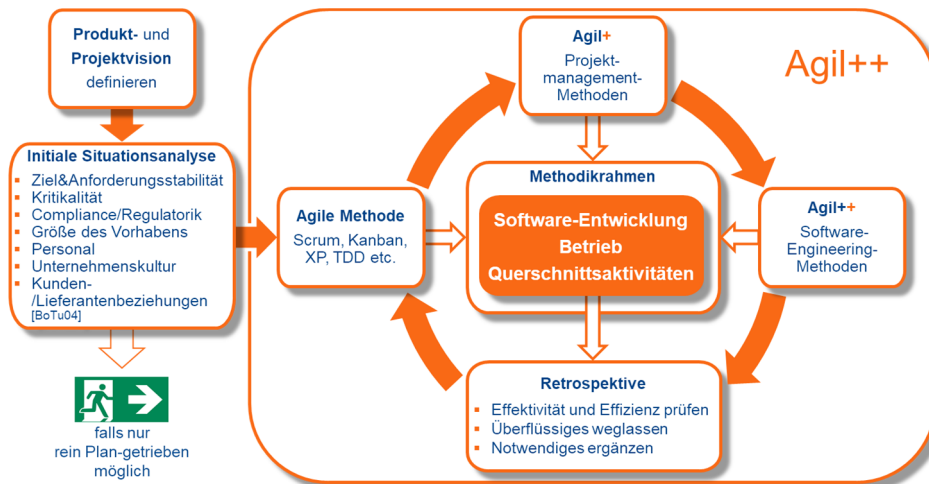 Produkt- und
Projektvision
definieren
Initiale Situationsanalyse
Ziel&Anforderungsstabilität
Kritikalität
Compliance/Regulatorik
Größe des Vorhabens
Personal
Unternehmenskultur
Kunden-
/Lieferantenbeziehungen
[BoTu04]
falls nur
rein Plan-getrieben
möglich
Agil++
Agil+
Projekt-
management-
Methoden
Agile Methode
Scrum, Kanban,
XP, TDD etc.
Methodikrahmen
Software-Entwicklung
Betrieb
Querschnittsaktivitäten
Agil++
Software-
Engineering-
Methoden
Retrospektive
Effektivität und Effizienz prüfen
Überflüssiges weglassen
Notwendiges ergänzen